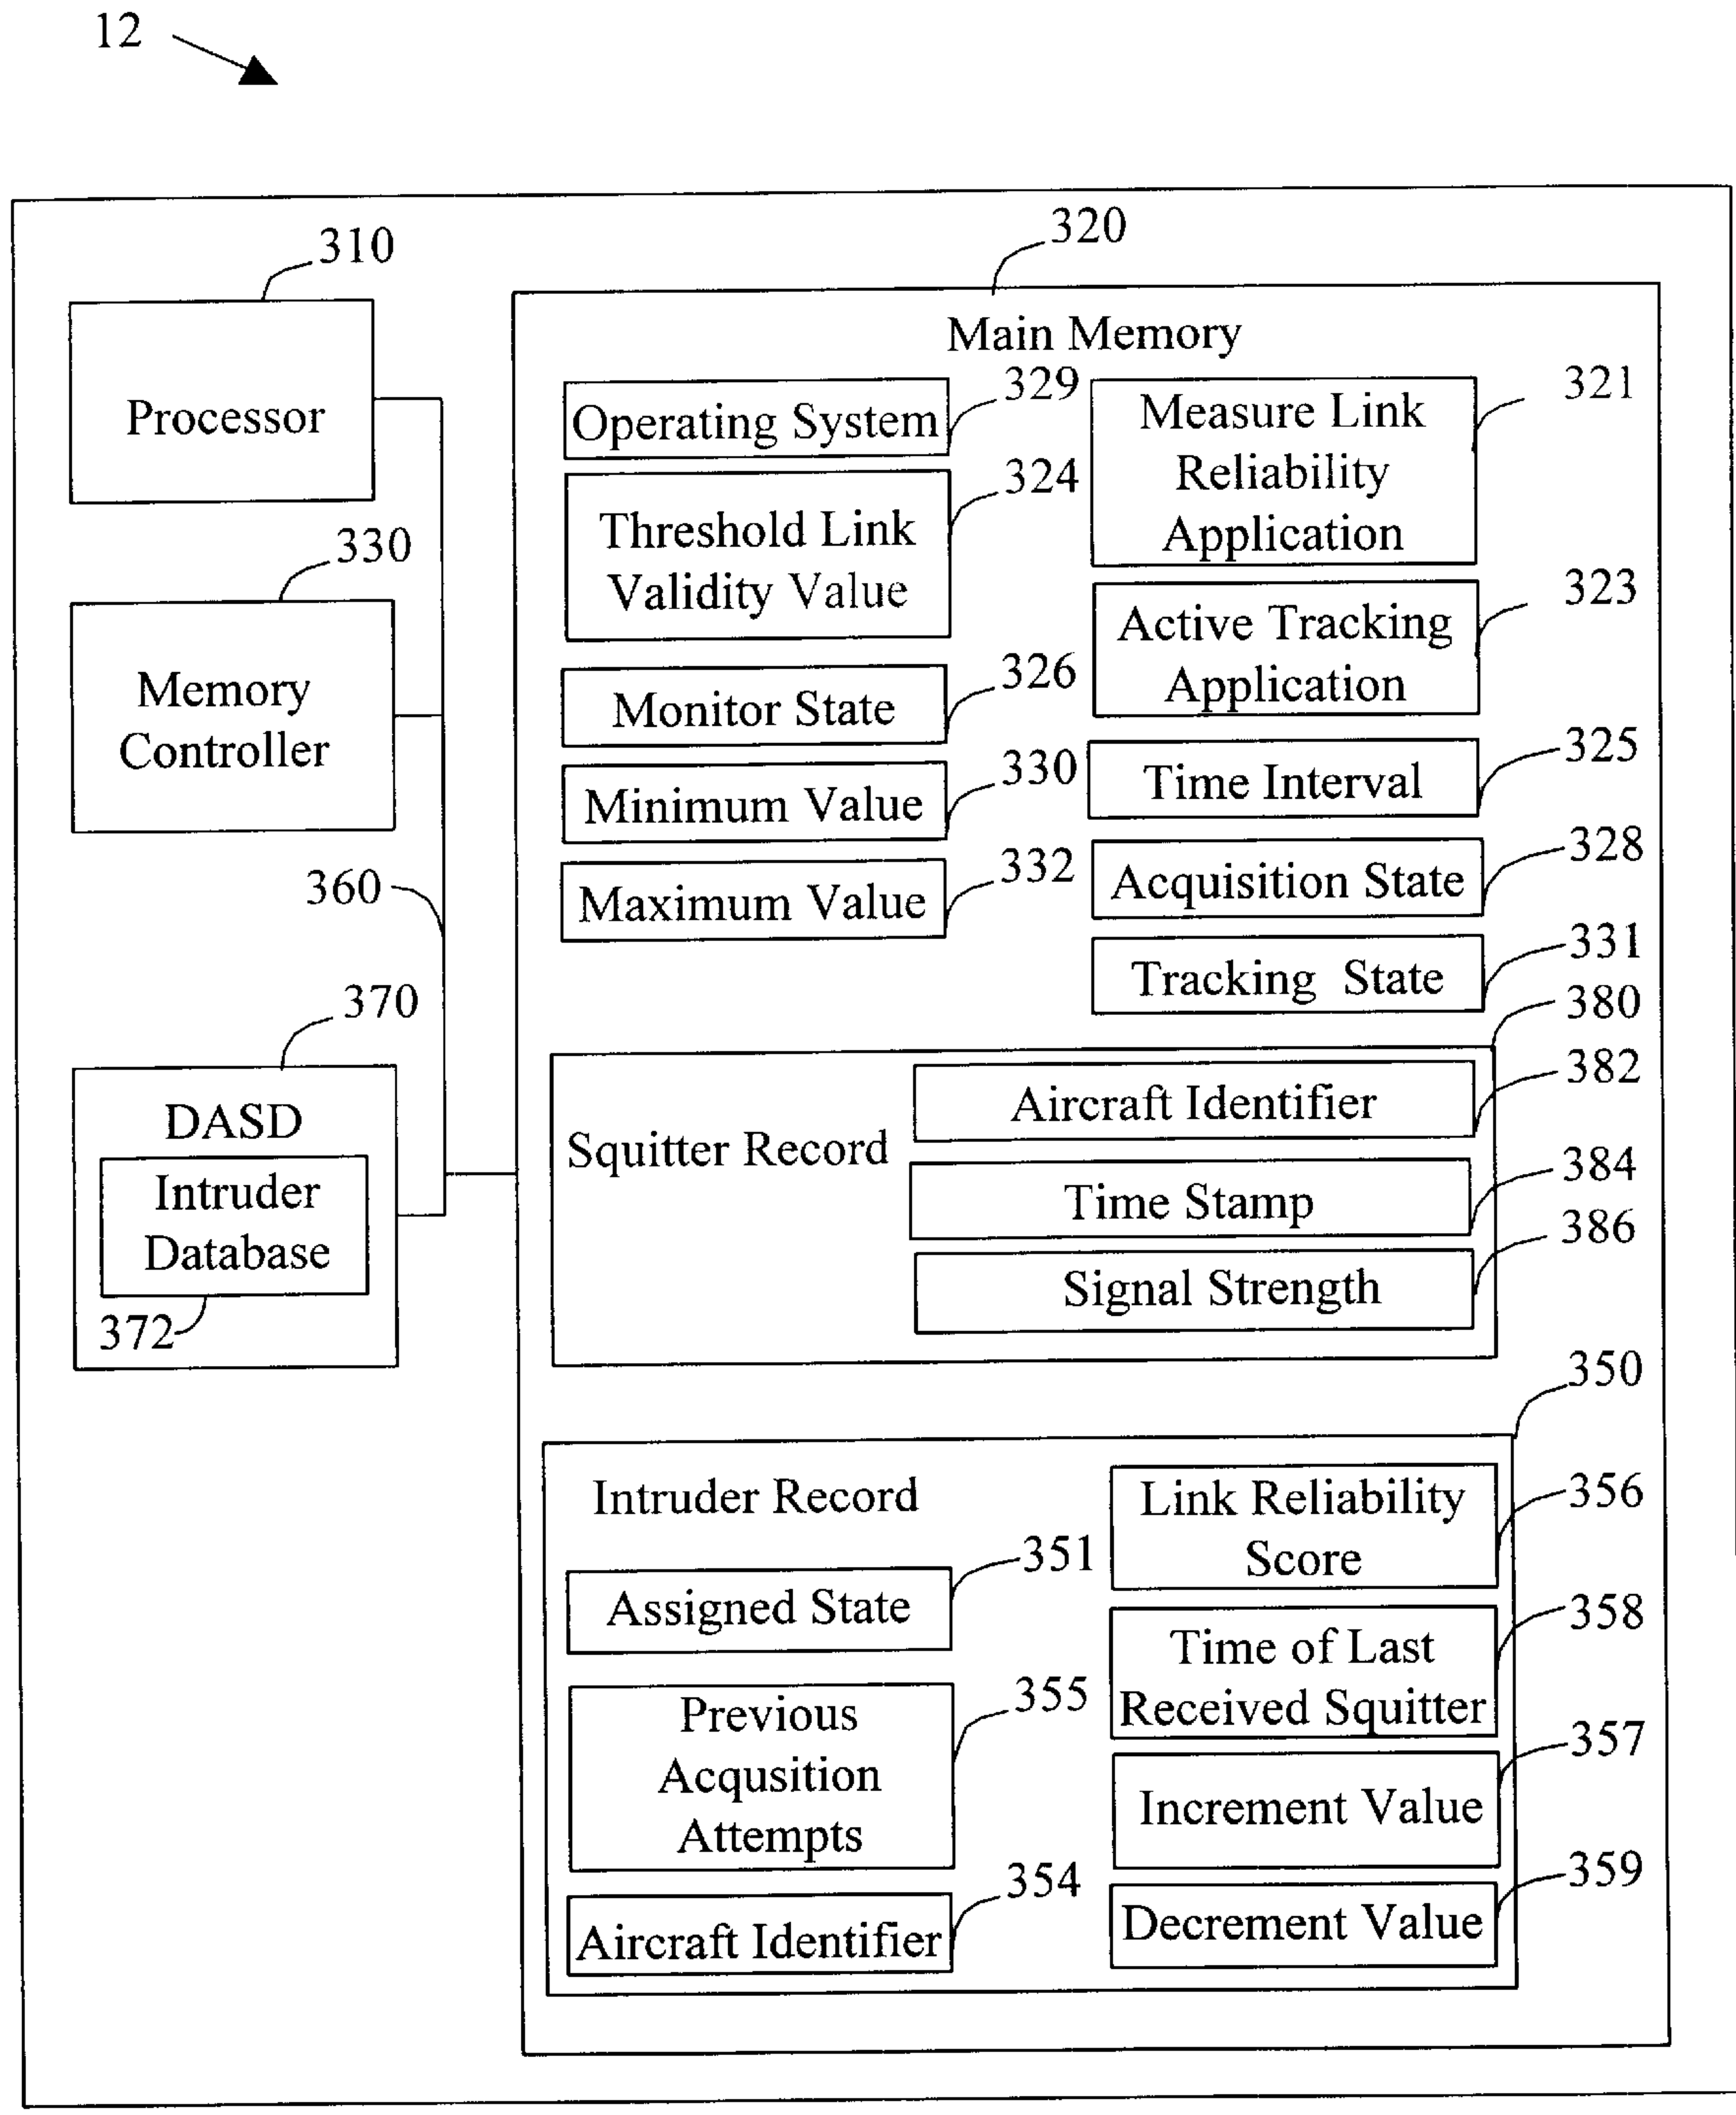 12
310
320
Main Memory
Processor
Operating System
329
Measure Link
Reliability
Application
321
Threshold Link
Validity Value
324
330
Memory
Controller
Active Tracking
Application
323
Monitor State
326
Time Interval
325
Minimum Value
330
Acquisition State
328
Maximum Value
332
360
Tracking State
331
370
DASD
Intruder
Database
372
380
Squitter Record
Aircraft Identifier
382
Time Stamp
384
Signal Strength
386
350
Intruder Record
Link Reliability
Score
356
Assigned State
351
Time of Last
Received Squitter
358
Previous
Acqusition
Attempts
355
Increment Value
357
Aircraft Identifier
354
Decrement Value
359